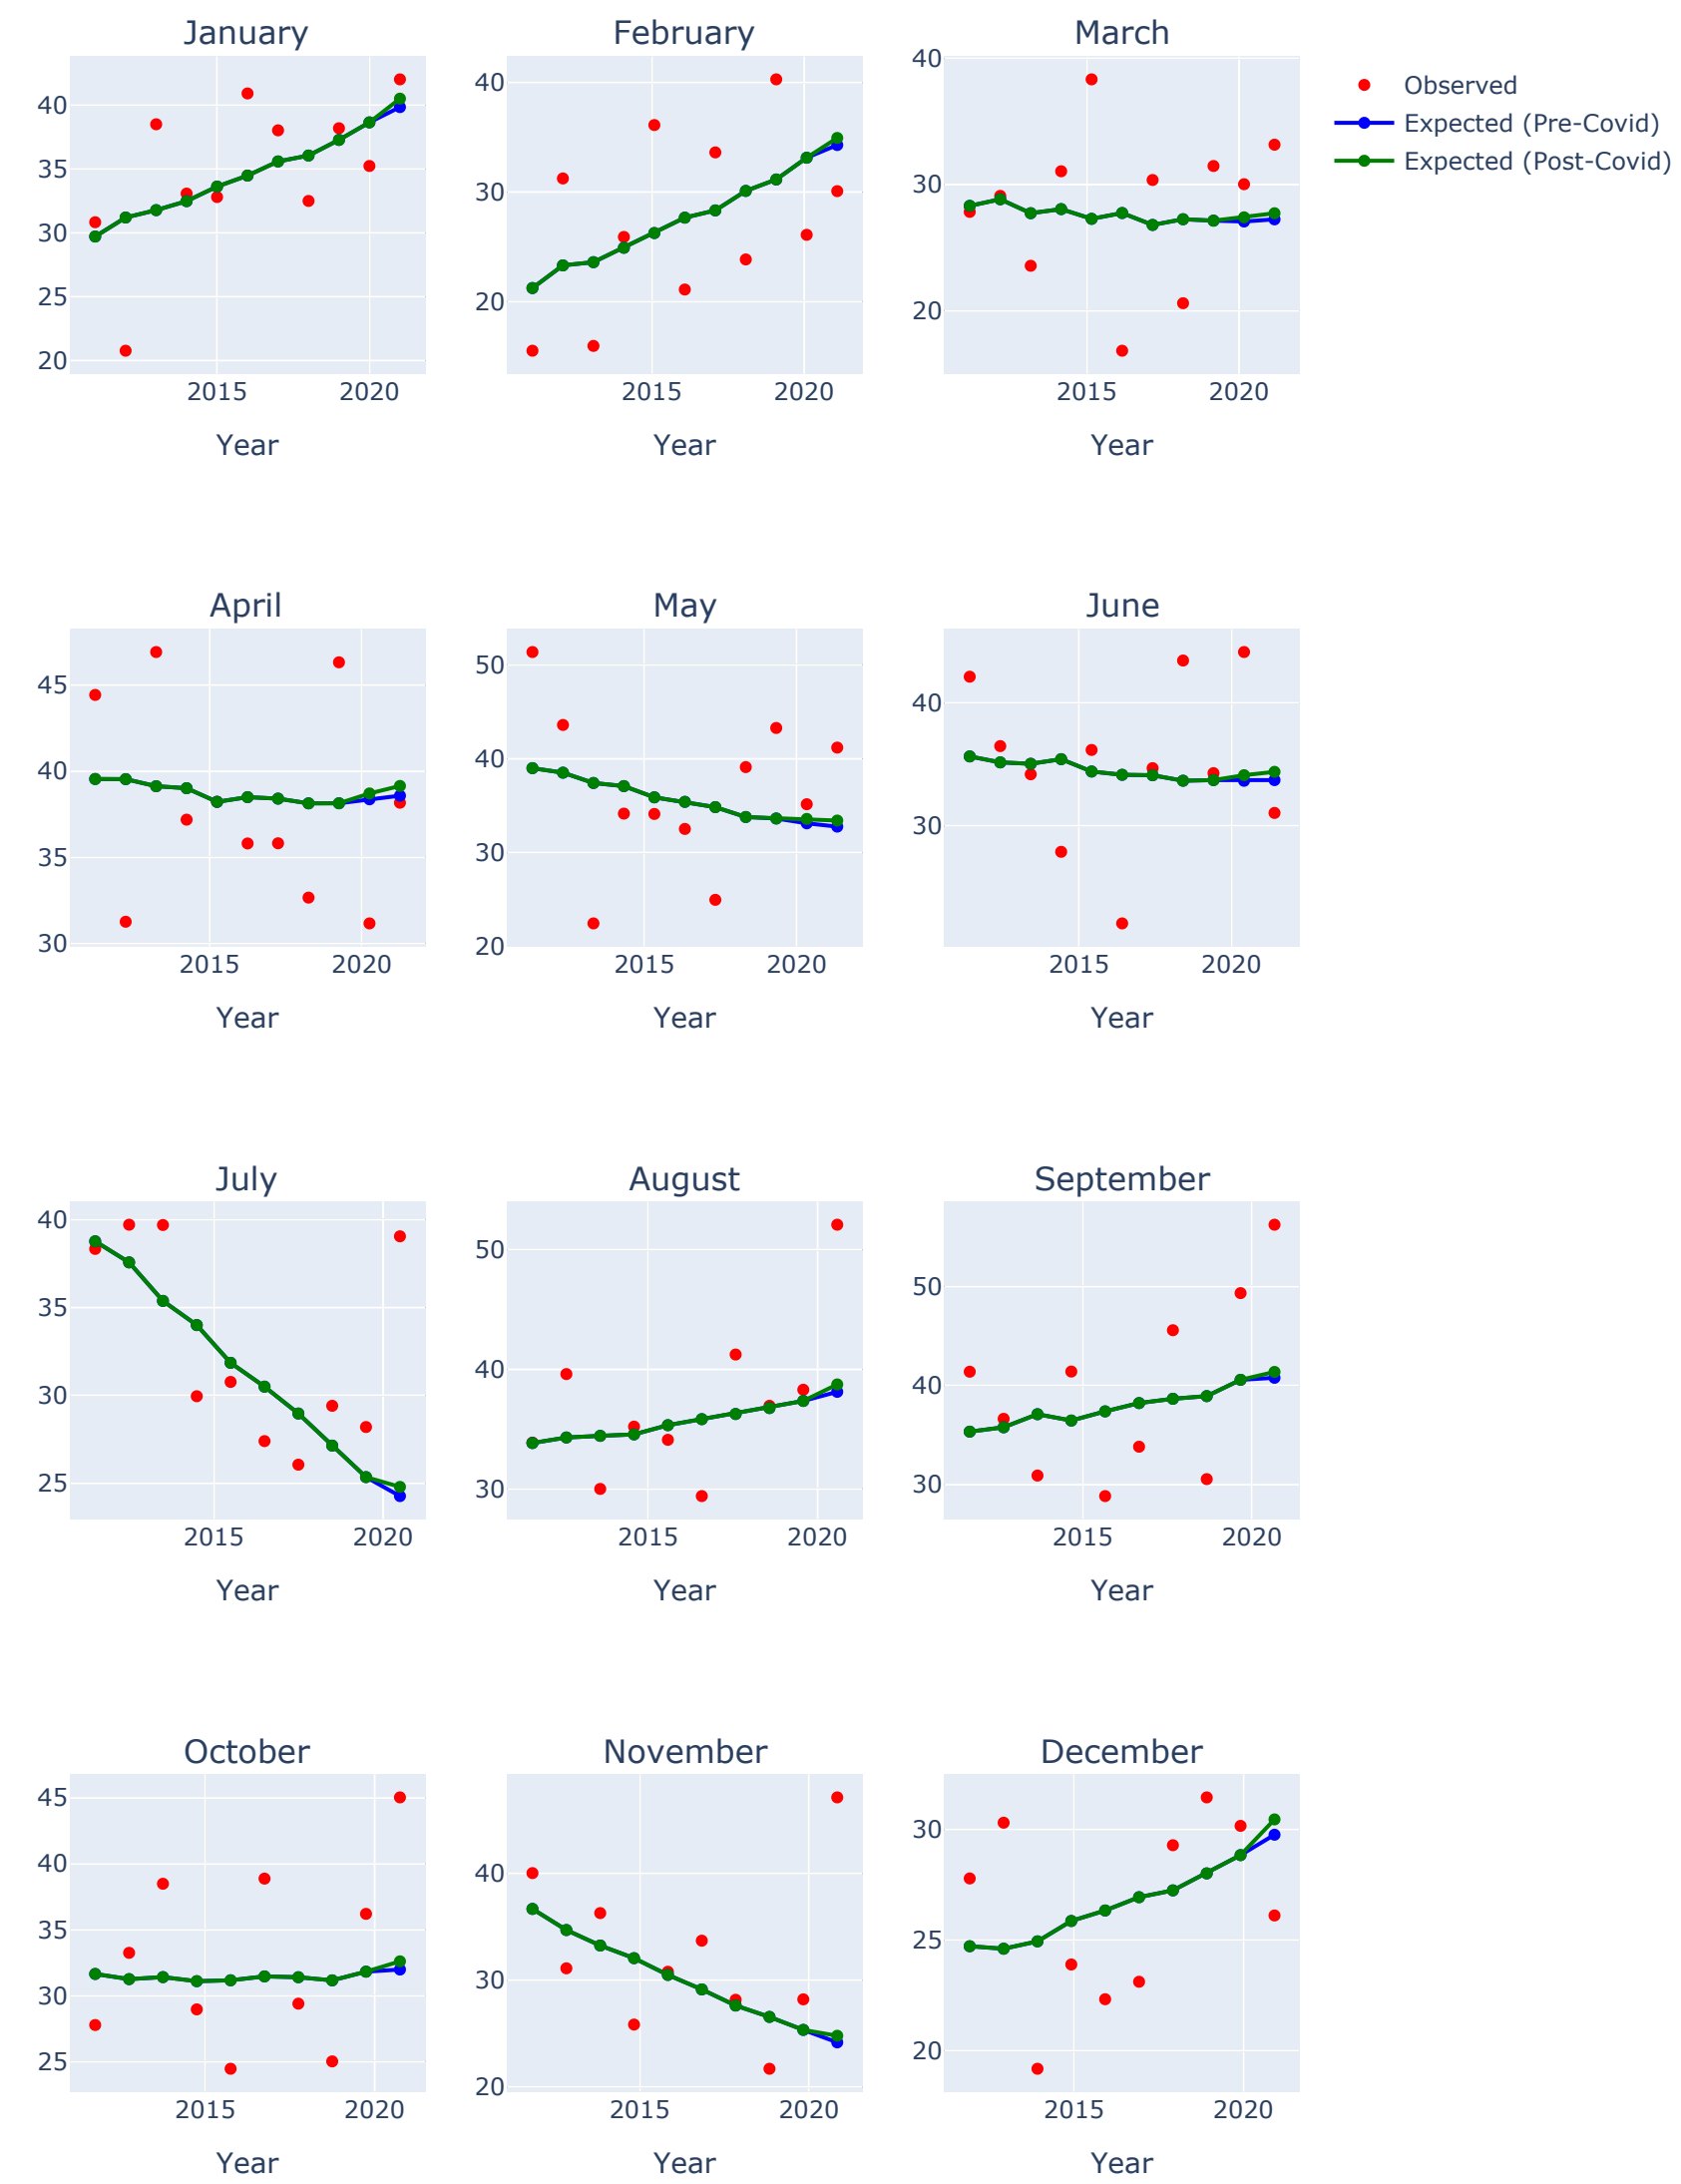 January
February
March
40
35
30
25
20
40
30
20
40
30
20
Observed
Expected (Pre-Covid)
Expected (Post-Covid)
2015 2020
2015 2020
2015 2020
Year
Year
Year
April
May
June
45
40
35
30
50
40
30
20
40
30
2015 2020
2015 2020
2015 2020
Year
Year
Year
July
August
September
40
35
30
25
50
40
30
50
40
30
2015 2020
2015 2020
2015 2020
Year
Year
Year
October
November
December
45
40
35
30
25
40
30
20
30
25
20
2015 2020
2015 2020
2015 2020
Year
Year
Year